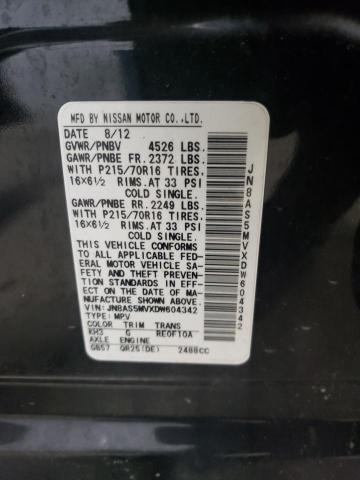 MFD BY NISSAN MOTOR CO.,LTD.
DATE 8/12
GVWR/PNBV 4526 LBS.
GAWR/PNBE FR. 2372 LBS.
WITH P215/70R16 TIRES.
16X6½ RIMS.AT 33 PSI
COLD SINGLE.
GAWR/PNBE RR. 2249 LBS.
WITH P215/70R16 TIRES.
16X6½ RIMS.AT 33 PSI
COLD SINGLE.
THIS VEHICLE CONFORMS
TO ALL APPLICABLE FED-
ERAL MOTOR VEHICLE SA-
FETY AND THEFT PREVENTION
STANDARDS IN EFF-
ECT ON THE DATE OF MA-
NUFACTURE SHOWN ABOVE.
VIN: JN8AS5MVXDW604342
TYPE: MPV
COLOR TRIM TRANS
KH3 G RE0F10A
AXLE ENGINE
GB57 QR25(DE) 2488CC
JN8AS5MVXDW604342